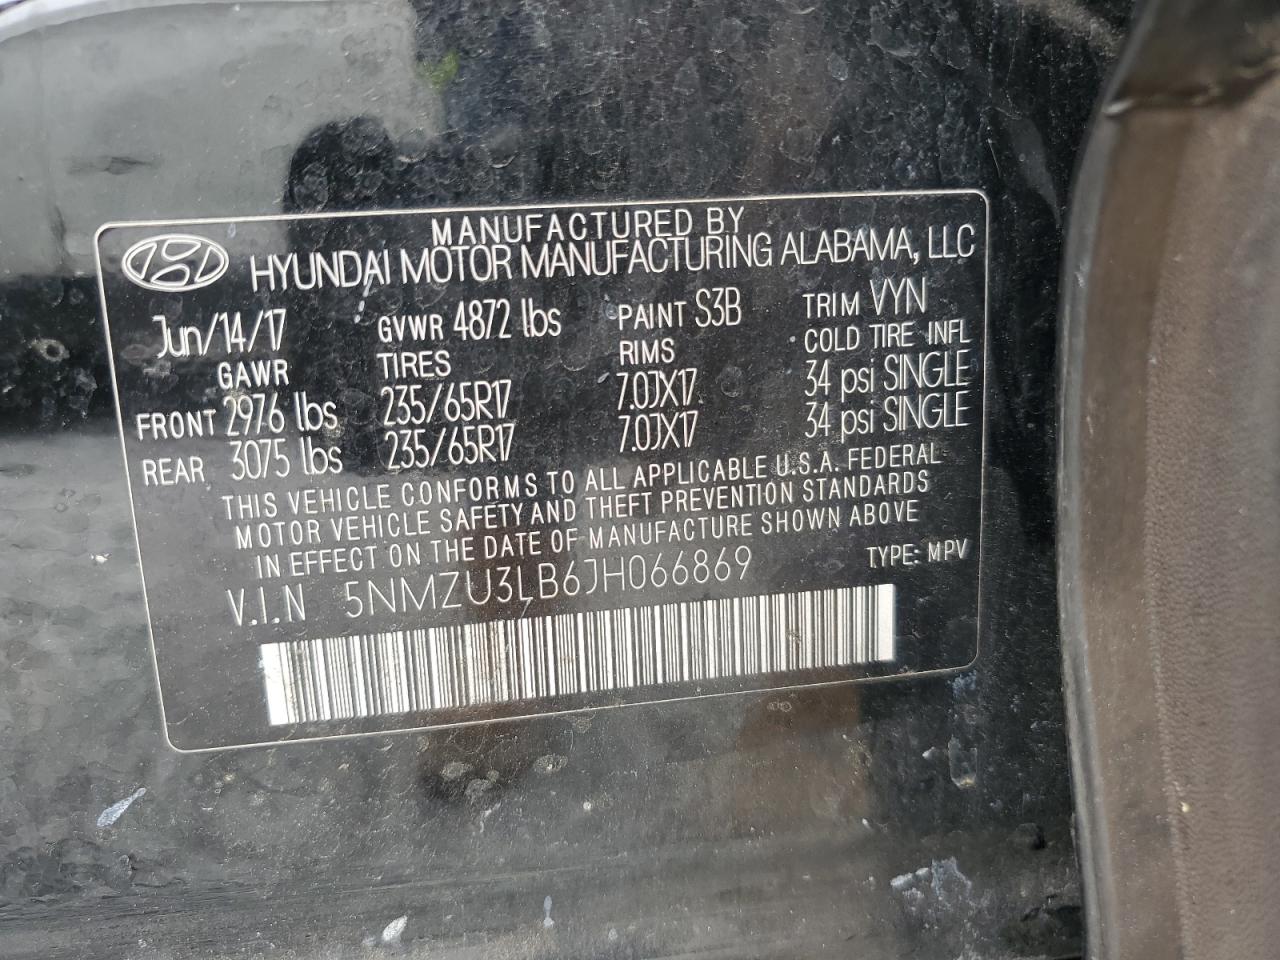 MANUFACTURED BY
HYUNDAI MOTOR MANUFACTURING ALABAMA, LLC
Jun/14/17 GVWR 4872 lbs PAINT S3B TRIM VYN
GAWR TIRES RIMS COLD TIRE INFL
FRONT 2976 lbs 235/65R17 7.0JX17 34 psi SINGLE
REAR 3075 lbs 235/65R17 7.0JX17 34 psi SINGLE
THIS VEHICLE CONFORMS TO ALL APPLICABLE U.S.A. FEDERAL
MOTOR VEHICLE SAFETY AND THEFT PREVENTION STANDARDS
IN EFFECT ON THE DATE OF MANUFACTURE SHOWN ABOVE
V.I.N 5NMZU3LB6JH066869 TYPE: MPV